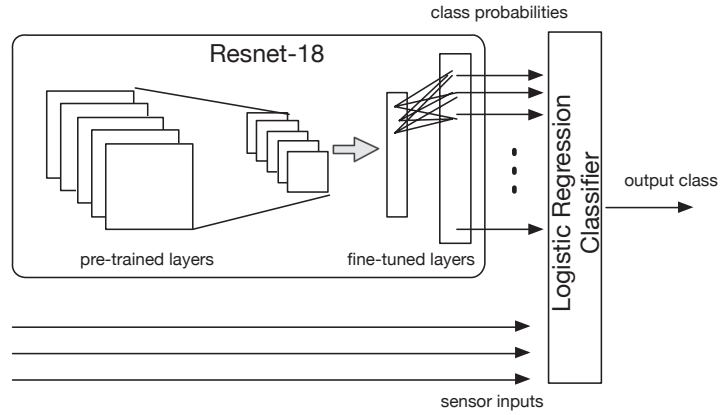 class probabilities
Resnet-18
pre-trained layers
fine-tuned layers
Logistic Regression
Classifier
output class
sensor inputs